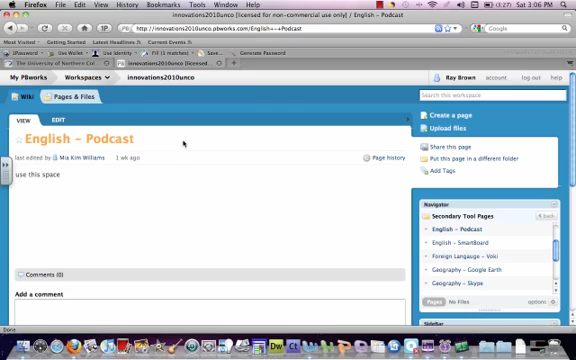 Firefox File Edit View History Bookmarks Tools Window Help
(1:27) Sat 3:06 PM
innovations2010unco [licensed for non-commercial use only] / English - Podcast
http://innovations2010unco.pbworks.com/English+-+Podcast
Google
Most Visited Getting Started Latest Headlines Current Events
1Password Use Wallet Use Identity Fill (1 matches) Save... Generate Password
The University of Northern Col innovations2010unco [licensed...
My PBworks Workspaces innovations2010unco Ray Brown account log out help
Wiki Pages & Files Search this workspace
VIEW EDIT
Create a page
Upload files
English - Podcast
last edited by Mia Kim Williams 1 wk ago Page history
Share this page
Put this page in a different folder
Add Tags
use this space
Navigator
Secondary Tool Pages back
English - Podcast
English - SmartBoard
Foreign Langauge - Voki
Geography - Google Earth
Geography - Skype
Pages No Files options
Comments (0)
Add a comment
SideBar
Done